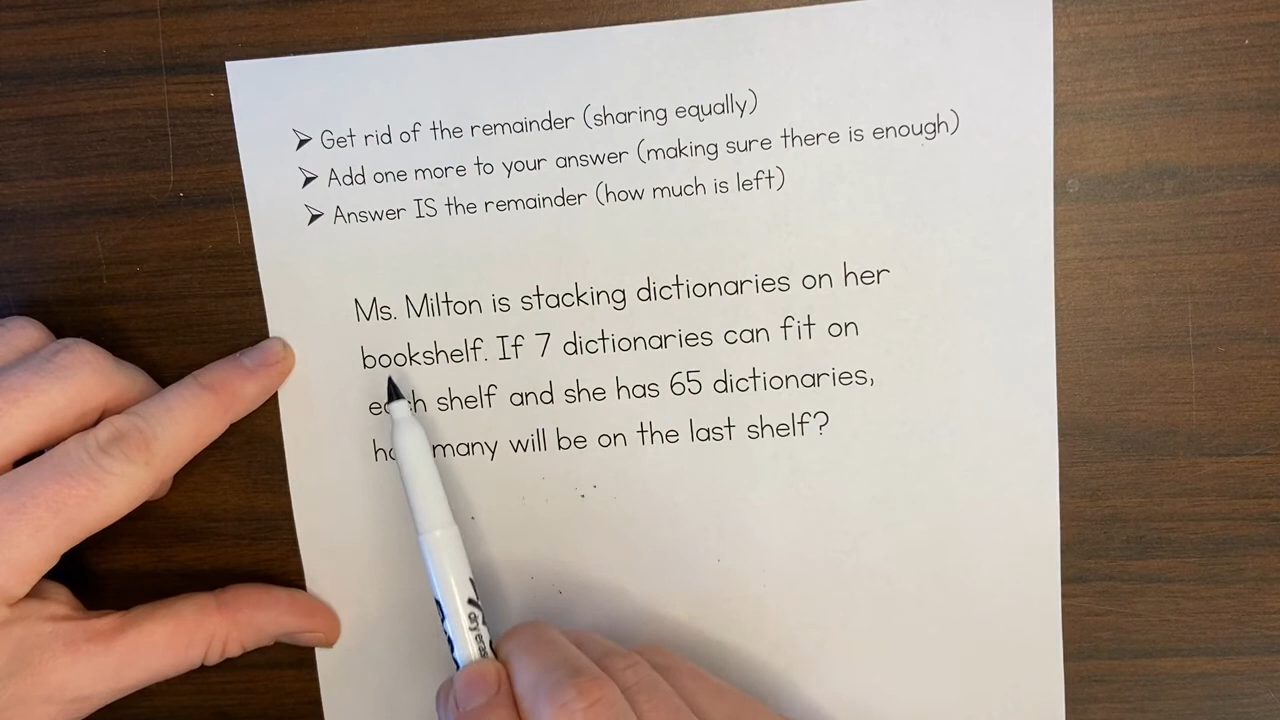 ➤ Get rid of the remainder (sharing equally)
➤ Add one more to your answer (making sure there is enough)
➤ Answer IS the remainder (how much is left)
Ms. Milton is stacking dictionaries on her
bookshelf. If 7 dictionaries can fit on
each shelf and she has 65 dictionaries,
how many will be on the last shelf?